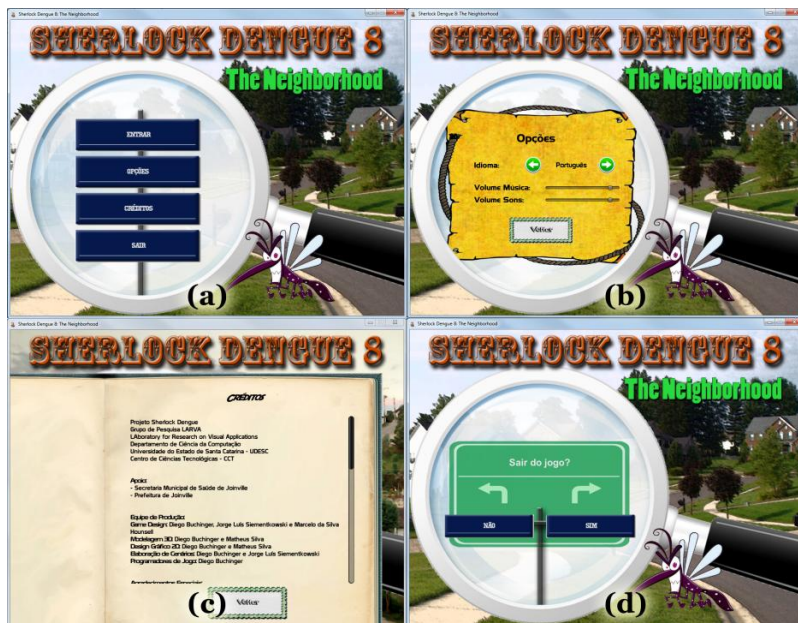 Sherlock Dengue 8: The Neighborhood
SHERLOCK DENGUE 8
The Neighborhood
ENTRAR
OPÇÕES
CRÉDITOS
SAIR
(a)
Sherlock Dengue 8: The Neighborhood
SHERLOCK DENGUE 8
The Neighborhood
Opções
Idioma: Português
Volume Música:
Volume Sons:
Voltar
(b)
Sherlock Dengue 8: The Neighborhood
SHERLOCK DENGUE 8
CRÉDITOS
Projeto Sherlock Dengue
Grupo de Pesquisa LARVA
LAboratory for Research on Visual Applications
Departamento de Ciência da Computação
Universidade do Estado de Santa Catarina - UDESC
Centro de Ciências Tecnológicas - CCT
Apoio:
- Secretaria Municipal de Saúde de Joinville
- Prefeitura de Joinville
Equipe de Produção:
Game Design: Diego Buchinger, Jorge Luís Siementkowski e Marcelo da Silva
Hounsell
Modelagem 3D: Diego Buchinger e Matheus Silva
Design Gráfico 2D: Diego Buchinger e Matheus Silva
Elaboração de Cenários: Diego Buchinger e Jorge Luís Siementkowski
Programadores de Jogo: Diego Buchinger
Agradecimentos Especiais:
Voltar
(c)
Sherlock Dengue 8: The Neighborhood
SHERLOCK DENGUE 8
The Neighborhood
Sair do jogo?
NÃO
SIM
(d)